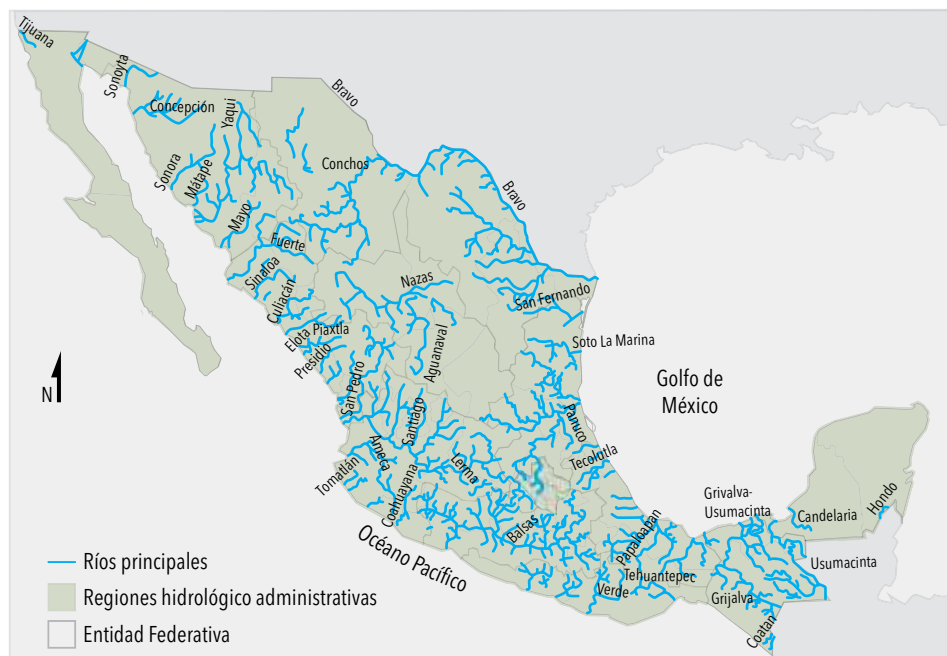 Tijuana
Sonoyta
Concepción
Yaqui
Bravo
Sonora
Mátape
Conchos
Mayo
Bravo
Fuerte
Sinaloa
Culiacán
Nazas
San Fernando
Elota
Piaxtla
Presidio
Aguanaval
Soto La Marina
N
San Pedro
Santiago
Golfo de
México
Panuco
Ameca
Tomatlán
Coahuayana
Lerma
Tecolutla
Grivalva-
Usumacinta
Candelaria
Hondo
Balsas
Papaloapan
Océano Pacífico
Usumacinta
Tehuantepec
Verde
Grijalva
Coatan
Ríos principales
Regiones hidrológico administrativas
Entidad Federativa